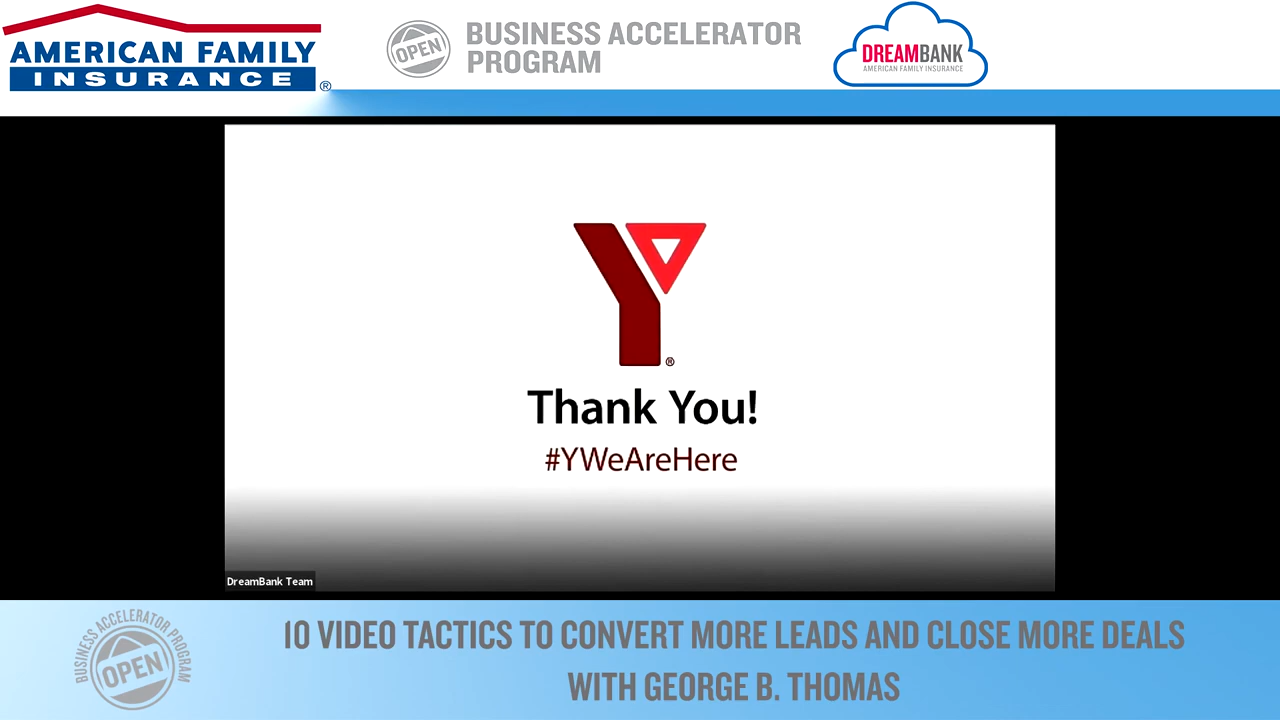 AMERICAN FAMILY
INSURANCE ®
OPEN
BUSINESS ACCELERATOR
PROGRAM
DREAMBANK
AMERICAN FAMILY INSURANCE
Y
®
Thank You!
#YWeAreHere
DreamBank Team
BUSINESS ACCELERATOR PROGRAM
OPEN
10 VIDEO TACTICS TO CONVERT MORE LEADS AND CLOSE MORE DEALS
WITH GEORGE B. THOMAS